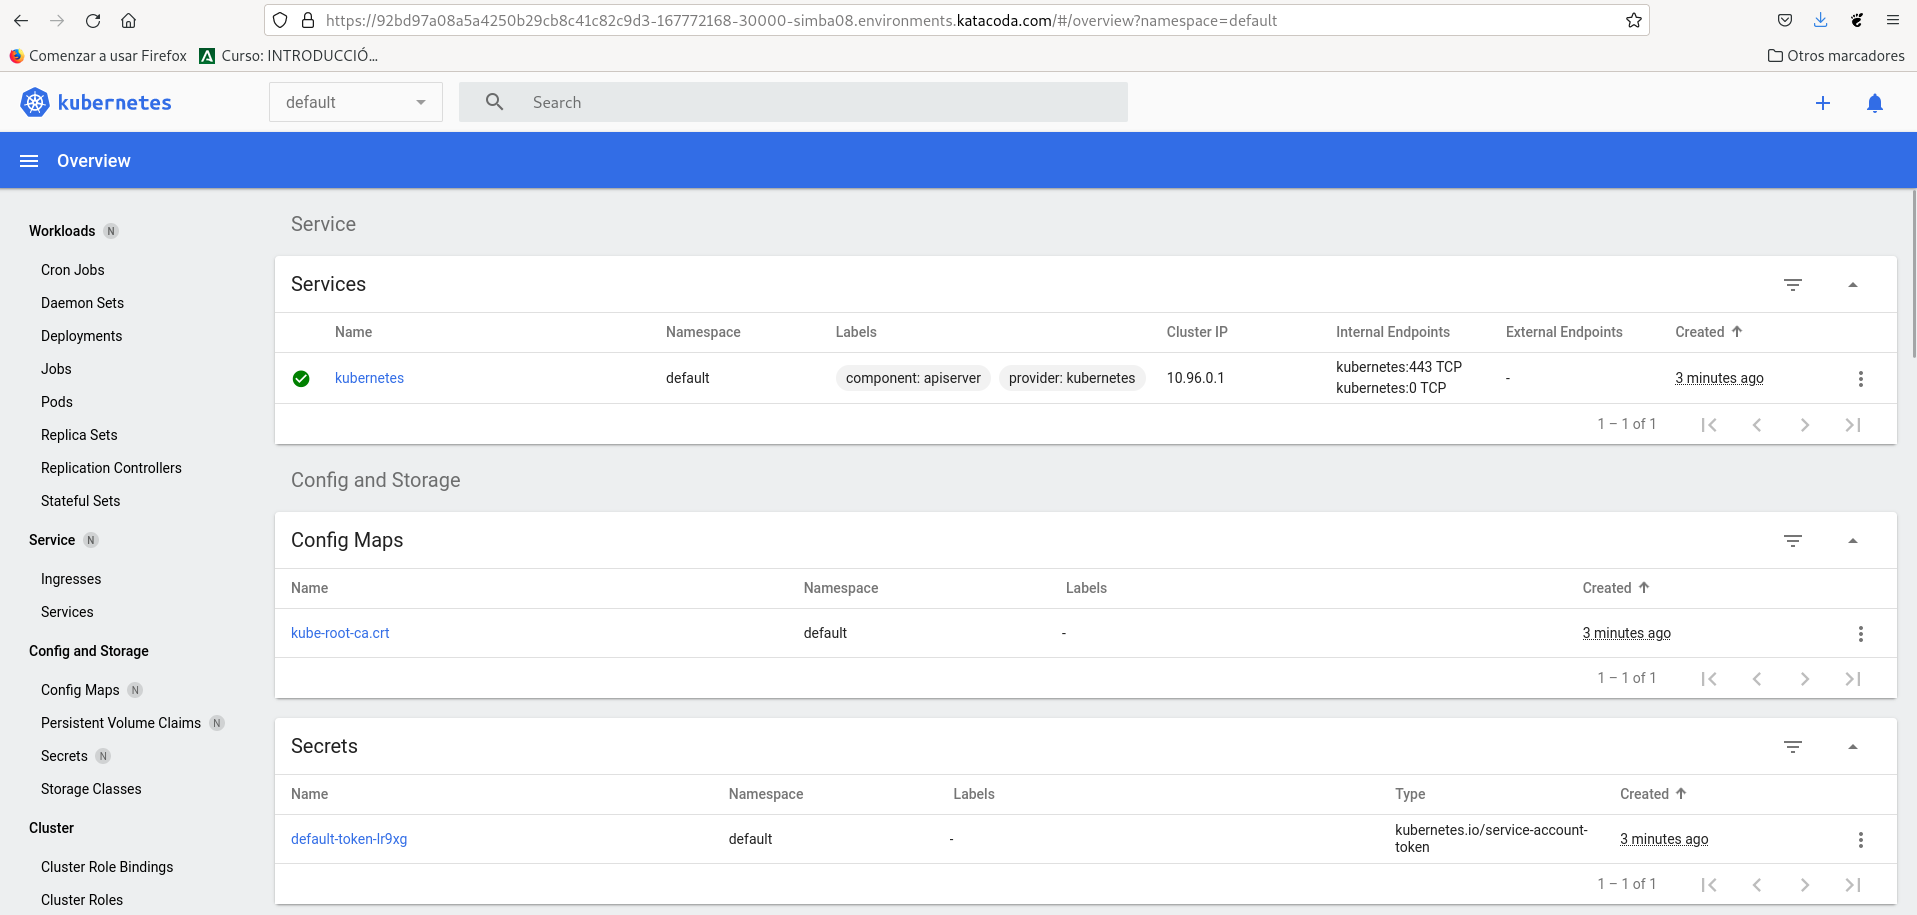 https://92bd97a08a5a4250b29cb8c41c82c9d3-167772168-30000-simba08.environments.katacoda.com/#/overview?namespace=default
Comenzar a usar Firefox
Curso: INTRODUCCIÓ…
Otros marcadores
kubernetes
default
Search
Overview
Workloads N
Cron Jobs
Daemon Sets
Deployments
Jobs
Pods
Replica Sets
Replication Controllers
Stateful Sets
Service N
Ingresses
Services
Config and Storage
Config Maps N
Persistent Volume Claims N
Secrets N
Storage Classes
Cluster
Cluster Role Bindings
Cluster Roles
Service
Services
Name Namespace Labels Cluster IP Internal Endpoints External Endpoints Created
kubernetes default component: apiserver provider: kubernetes 10.96.0.1 kubernetes:443 TCP - 3 minutes ago
kubernetes:0 TCP
1 – 1 of 1
Config and Storage
Config Maps
Name Namespace Labels Created
kube-root-ca.crt default - 3 minutes ago
1 – 1 of 1
Secrets
Name Namespace Labels Type Created
default-token-lr9xg default - kubernetes.io/service-account- 3 minutes ago
token
1 – 1 of 1